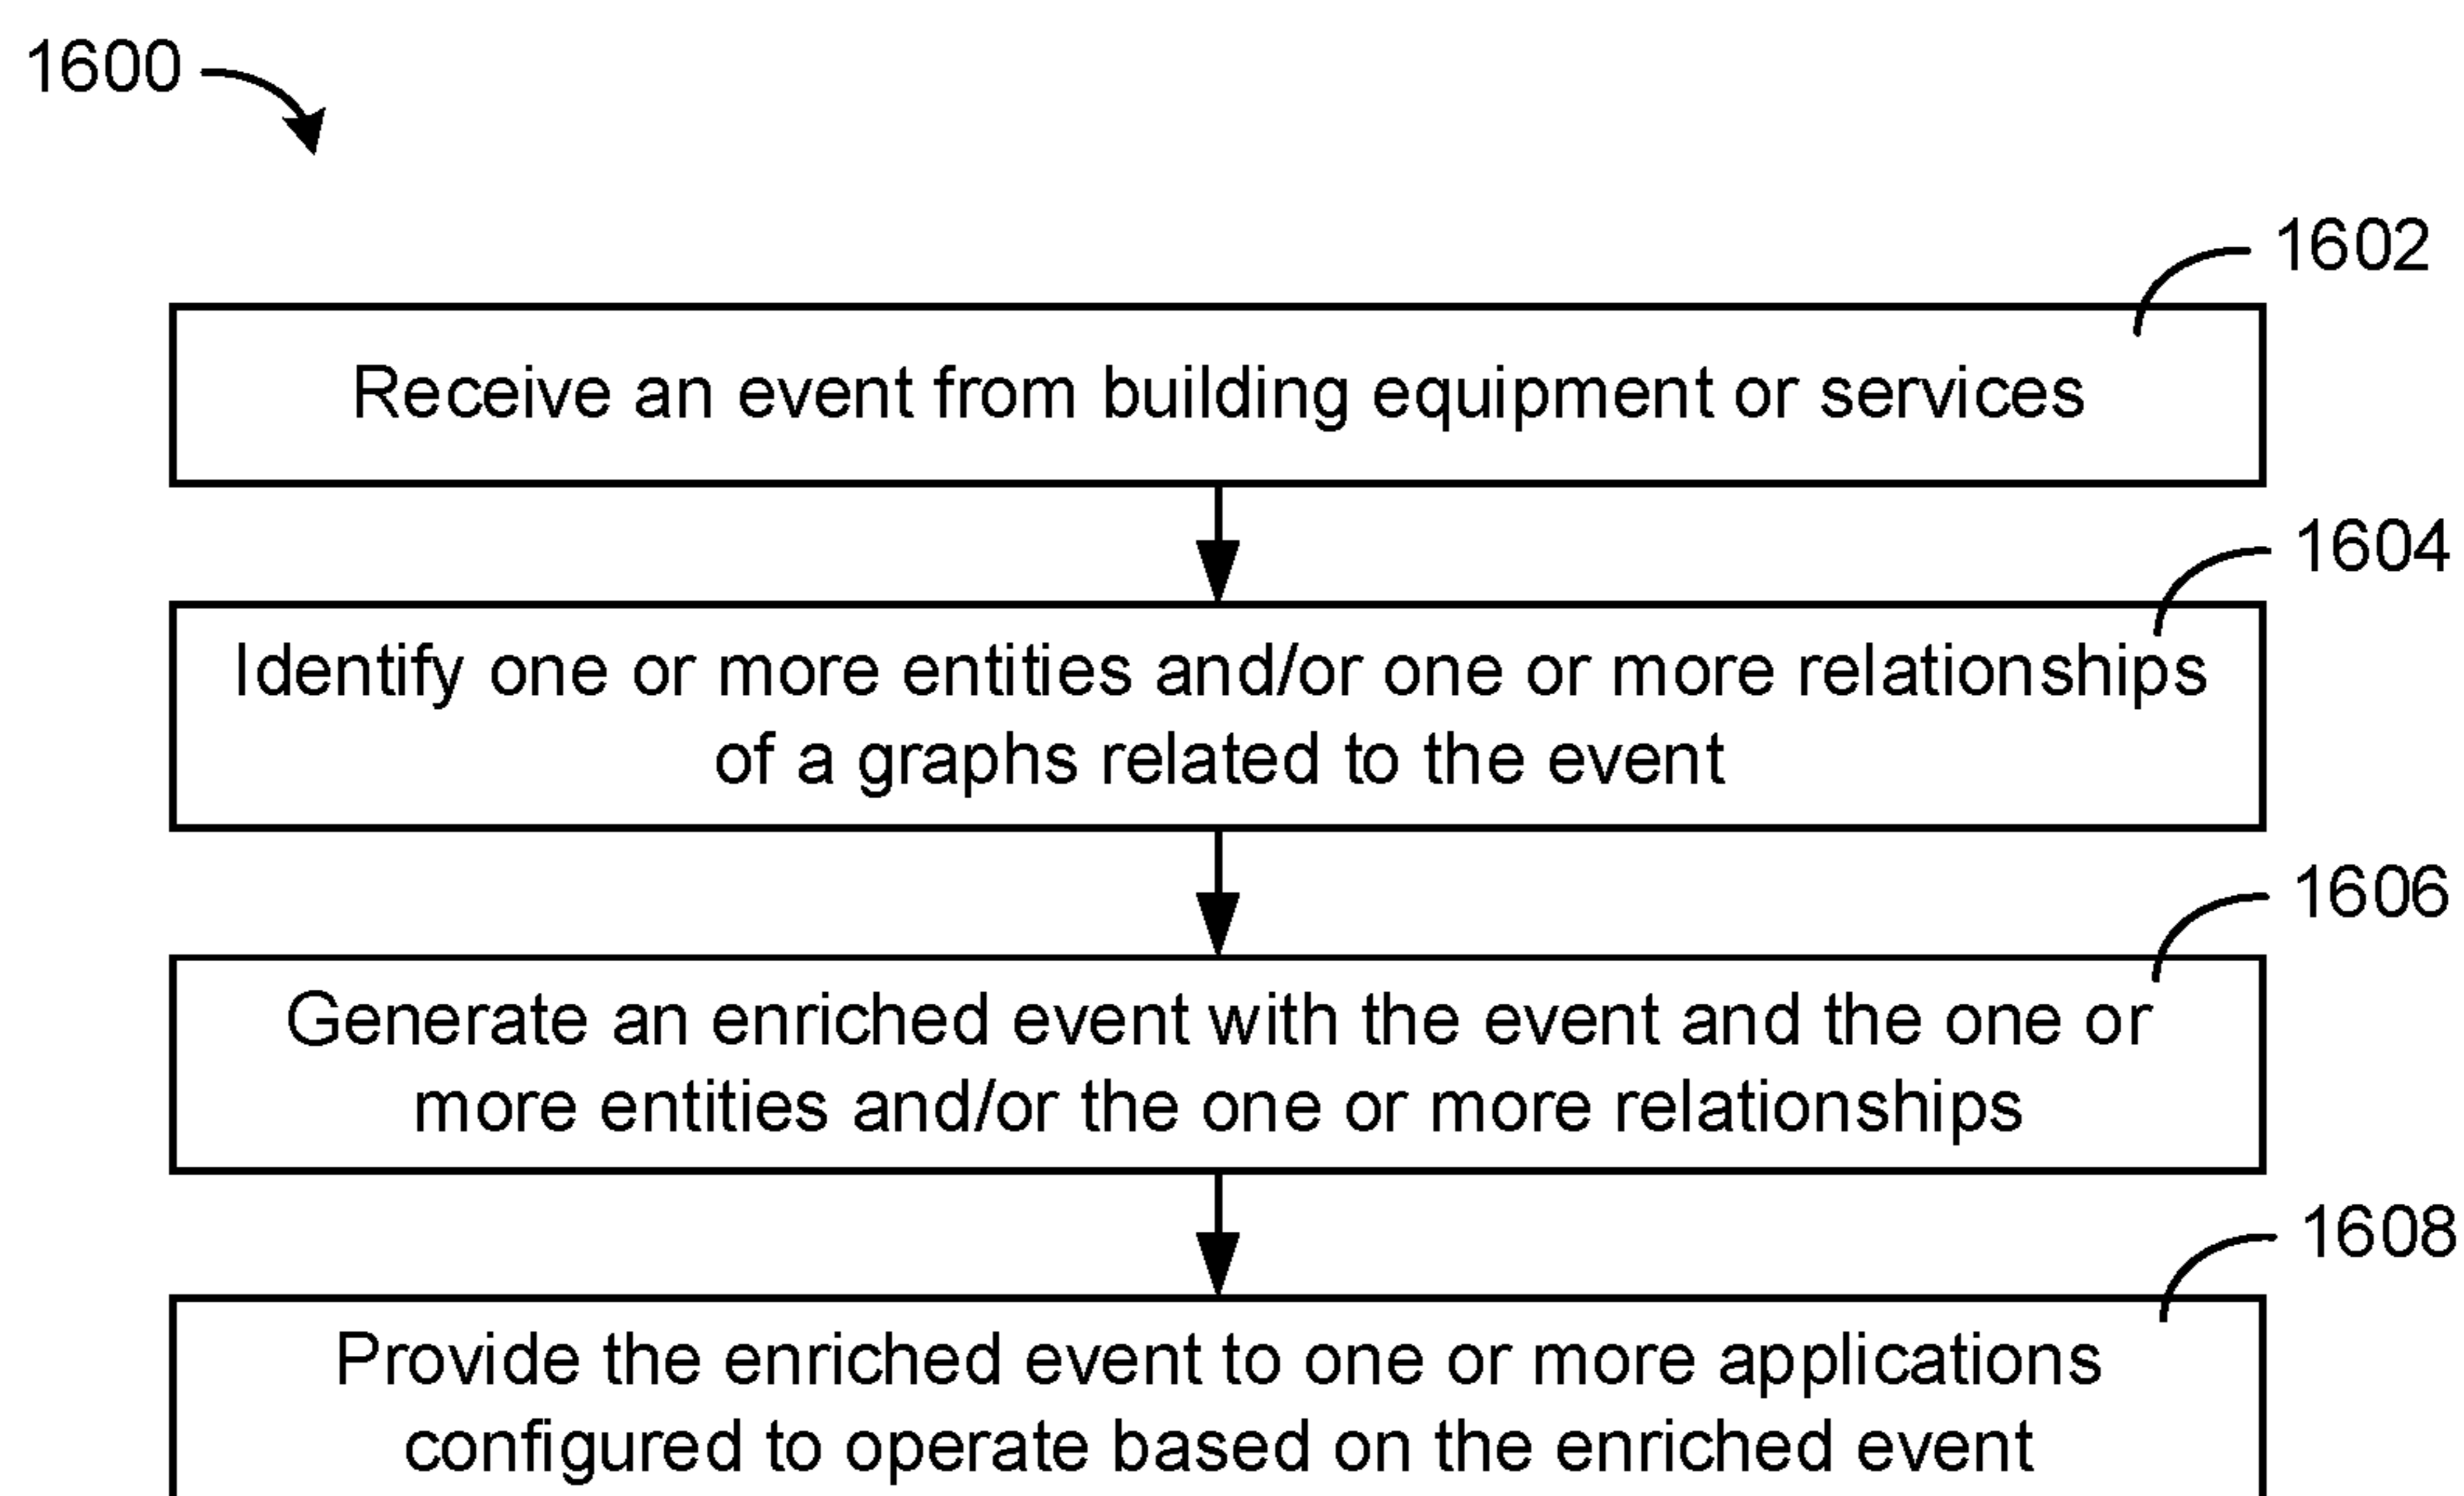 1600
1602
Receive an event from building equipment or services
1604
Identify one or more entities and/or one or more relationships
of a graphs related to the event
1606
Generate an enriched event with the event and the one or
more entities and/or the one or more relationships
1608
Provide the enriched event to one or more applications
configured to operate based on the enriched event